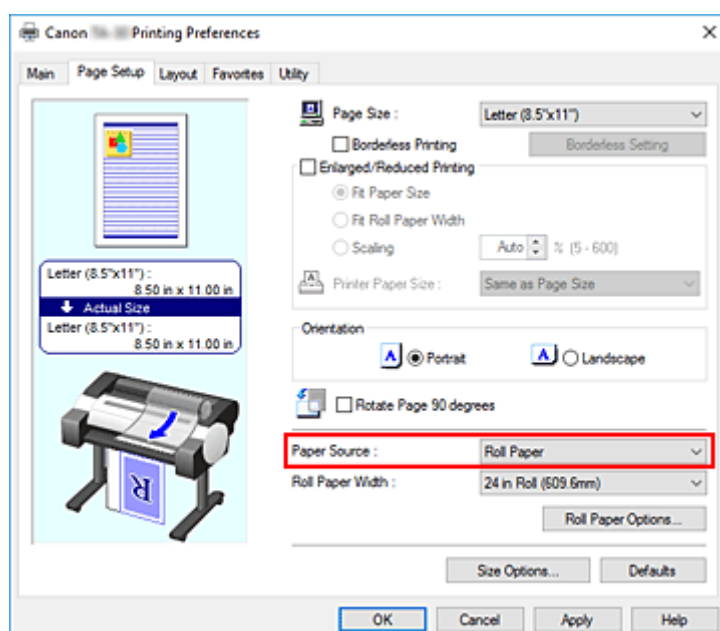 Canon Printing Preferences
Main Page Setup Layout Favorites Utility
Page Size : Letter (8.5"x11")
Borderless Printing Borderless Setting
Enlarged/Reduced Printing
Fit Paper Size
Fit Roll Paper Width
Scaling Auto % (5 - 600)
Printer Paper Size : Same as Page Size
Letter (8.5"x11") :
8.50 in x 11.00 in
Actual Size
Letter (8.5"x11") :
8.50 in x 11.00 in
Orientation
A Portrait A Landscape
Rotate Page 90 degrees
Paper Source : Roll Paper
Roll Paper Width : 24 in Roll (609.6mm)
R
Roll Paper Options...
Size Options... Defaults
OK Cancel Apply Help